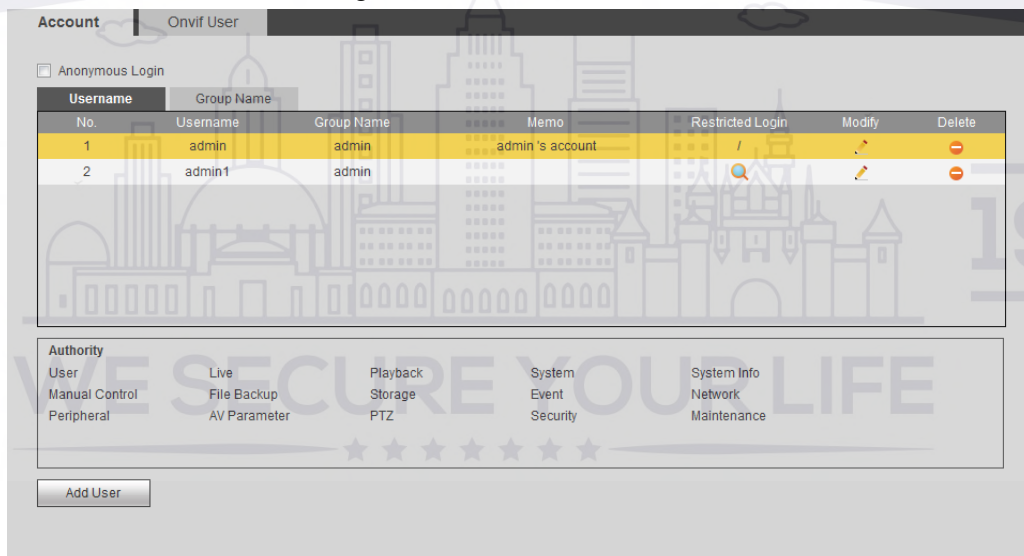 Account Onvif User
Anonymous Login
Username Group Name
No. Username Group Name Memo Restricted Login Modify Delete
1 admin admin admin 's account /
2 admin1 admin
Authority
User Live Playback System System Info
Manual Control File Backup Storage Event Network
Peripheral AV Parameter PTZ Security Maintenance
WE SECURE YOUR LIFE
Add User